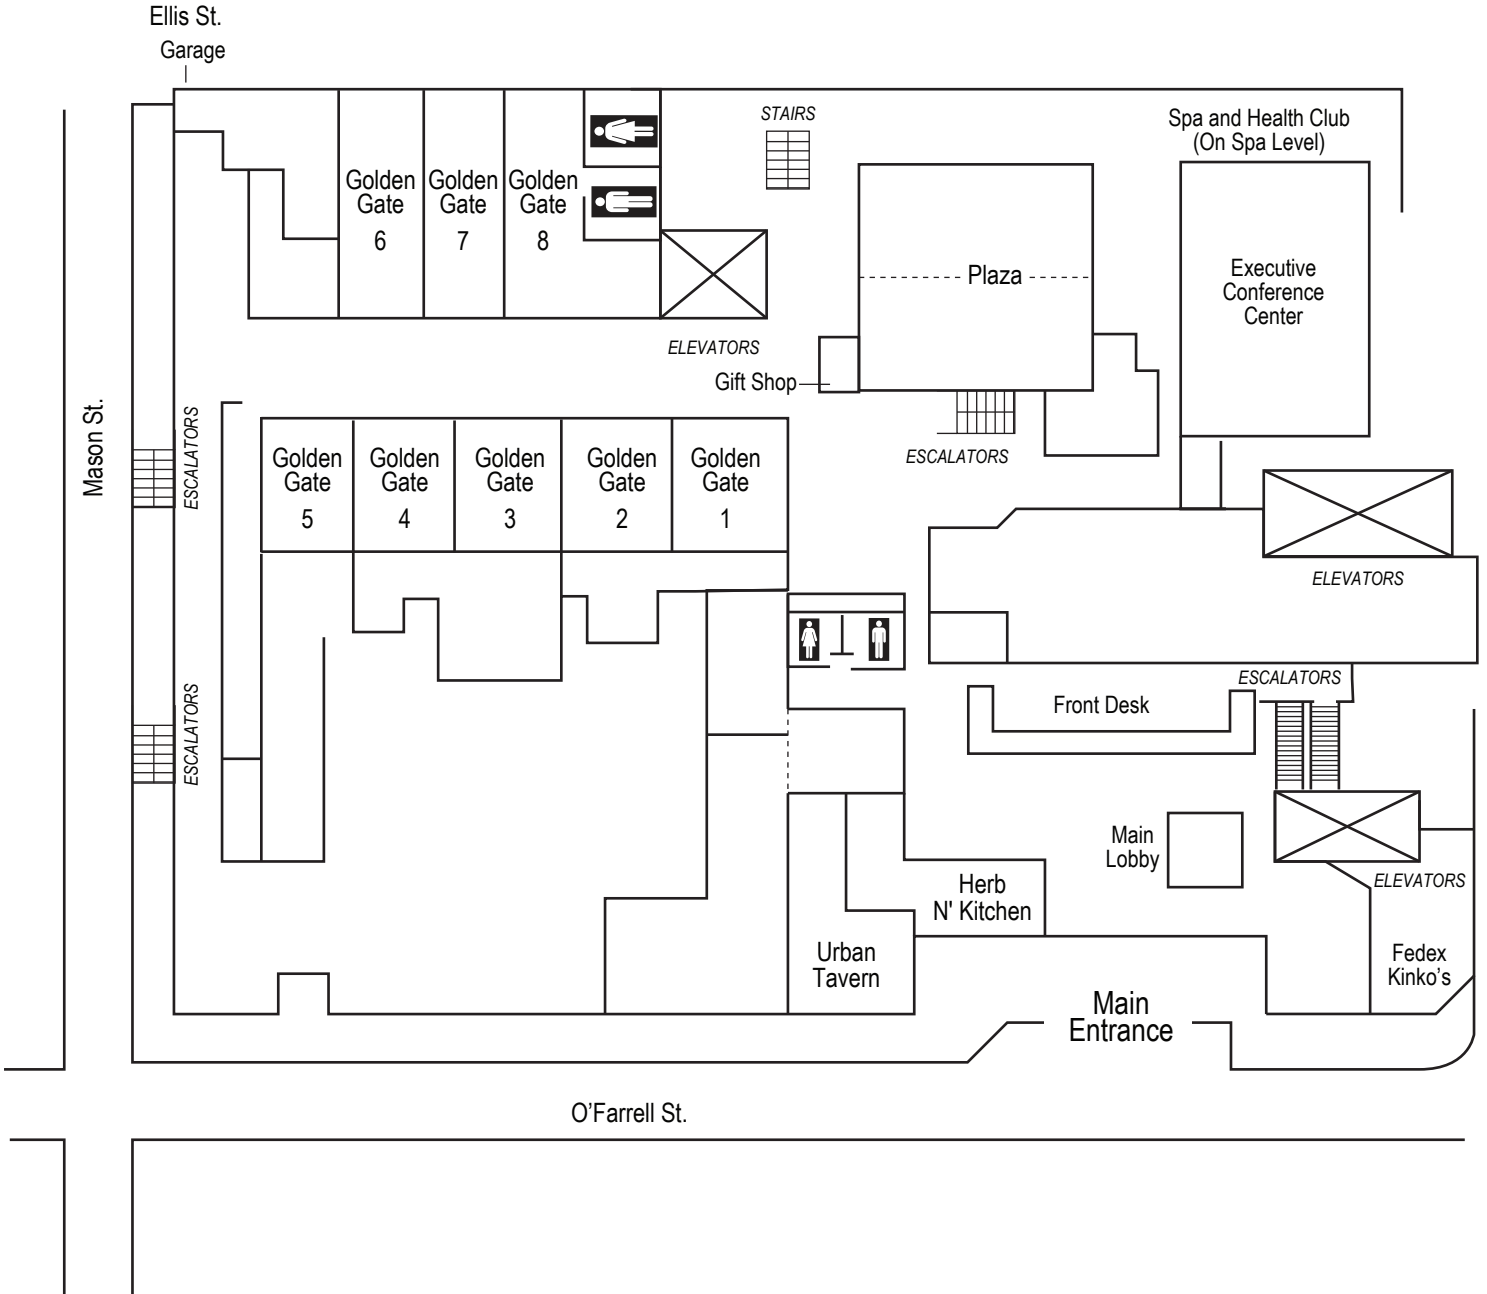 Ellis St.
Garage
STAIRS
Spa and Health Club
(On Spa Level)
Golden
Gate
6
Golden
Gate
7
Golden
Gate
8
Plaza
Executive
Conference
Center
ELEVATORS
Gift Shop
Mason St.
ESCALATORS
ESCALATORS
Golden
Gate
5
Golden
Gate
4
Golden
Gate
3
Golden
Gate
2
Golden
Gate
1
ELEVATORS
ESCALATORS
ESCALATORS
Front Desk
Main
Lobby
ELEVATORS
Herb
N' Kitchen
Urban
Tavern
Fedex
Kinko’s
Main
Entrance
O’Farrell St.